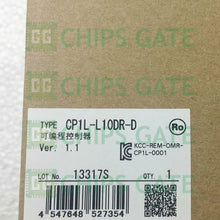 CHIPS GATE
TYPE CP1L-L10DR-D
可编程控制器
Ver. 1.1
Ro
KCC-REM-OMR-
CP1L-0001
LOT No. 13317S
QTY. 1
4 547648 527354